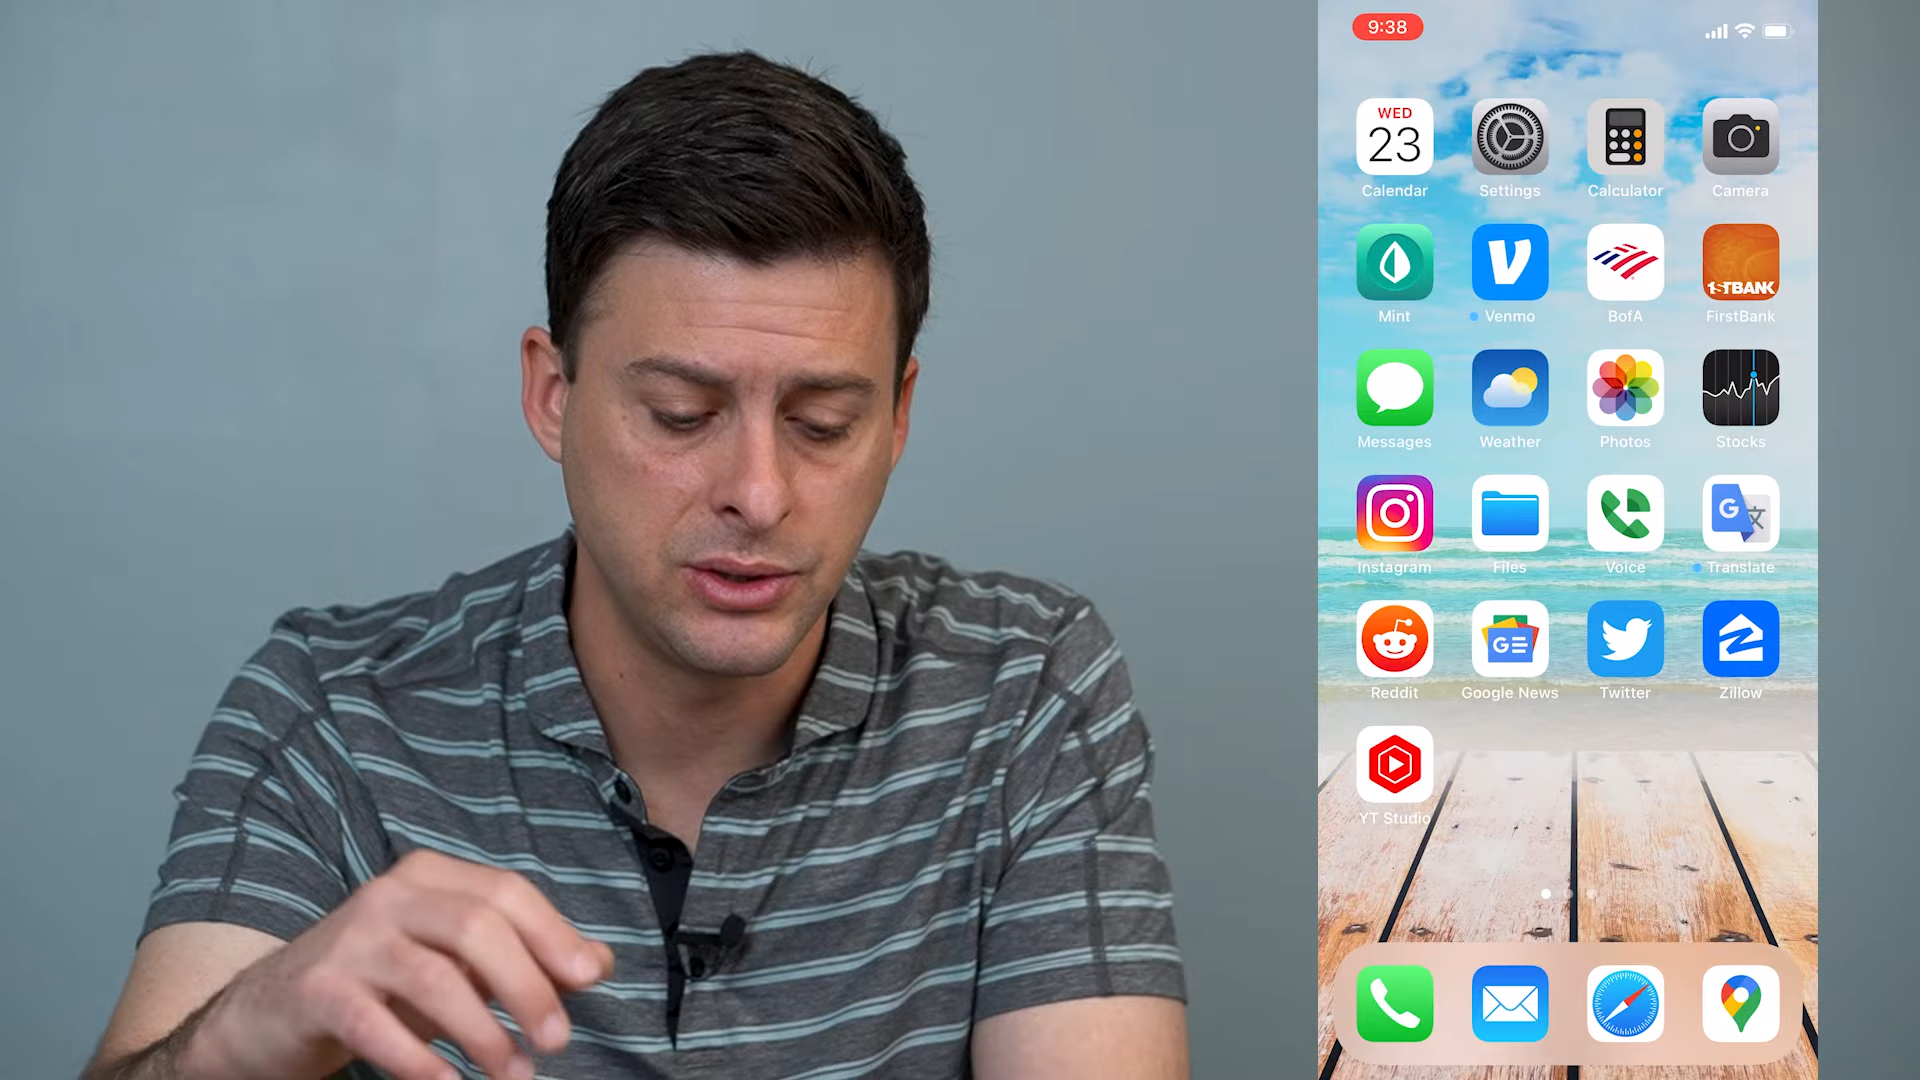 9:38
WED
23
Calendar Settings Calculator Camera
1STBANK
Mint Venmo BofA FirstBank
Messages Weather Photos Stocks
G 文
Instagram Files Voice Translate
G
Reddit Google News Twitter Zillow
YT Studio